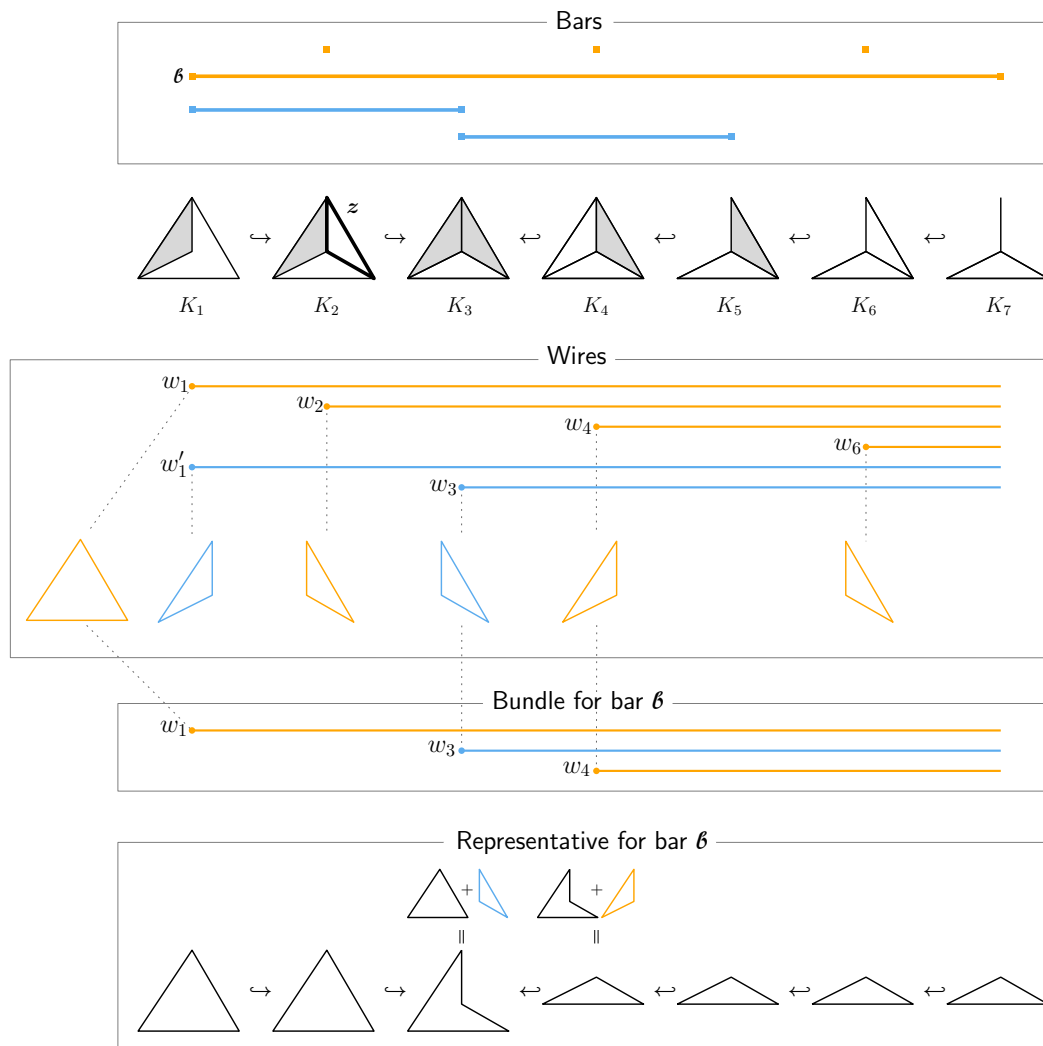 Bars
𝒷
z
↪ ↪ ↩ ↩ ↩ ↩
K₁ K₂ K₃ K₄ K₅ K₆ K₇
Wires
w₁
w₂
w₄
w₆
w′₁
w₃
Bundle for bar 𝒷
w₁
w₃
w₄
Representative for bar 𝒷
+ +
= =
↪ ↪ ↩ ↩ ↩ ↩